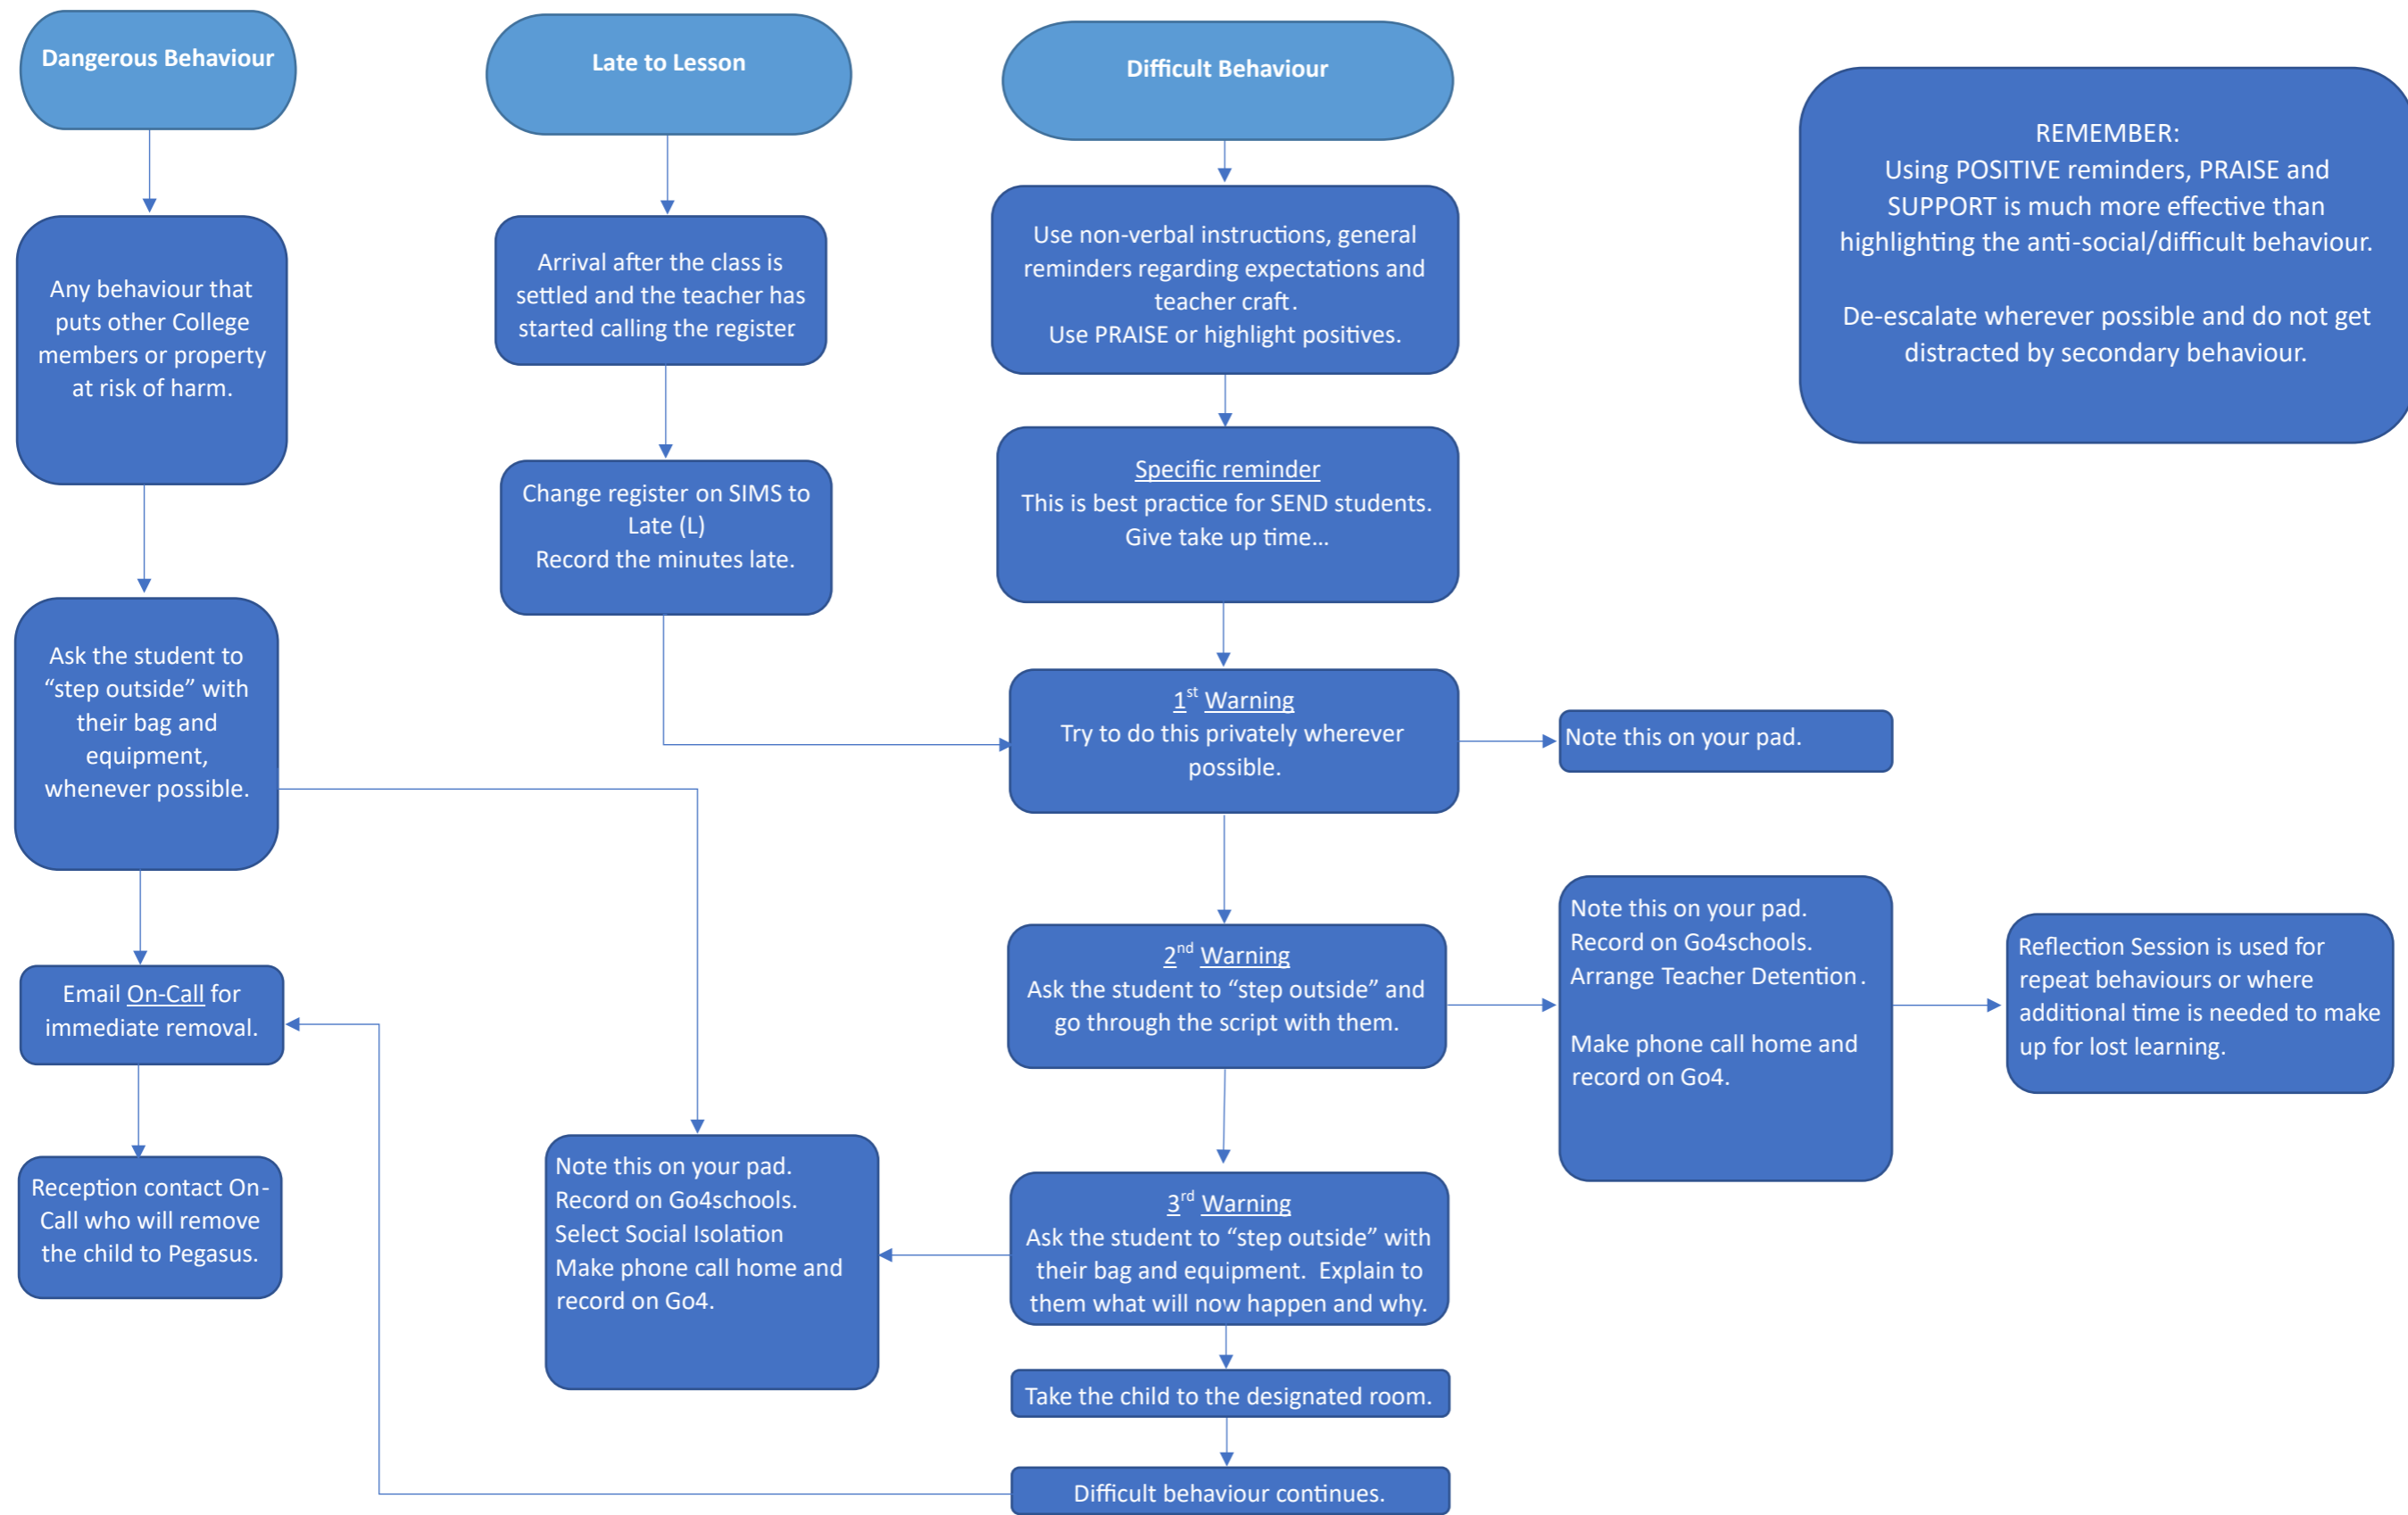 Dangerous Behaviour
Any behaviour that
puts other College
members or property
at risk of harm.
Ask the student to
“step outside” with
their bag and
equipment,
whenever possible.
Email On-Call for
immediate removal.
Reception contact On-
Call who will remove
the child to Pegasus.
Late to Lesson
Arrival after the class is
settled and the teacher has
started calling the register.
Change register on SIMS to
Late (L)
Record the minutes late.
Note this on your pad.
Record on Go4schools.
Select Social Isolation
Make phone call home and
record on Go4.
Difficult Behaviour
Use non-verbal instructions, general
reminders regarding expectations and
teacher craft.
Use PRAISE or highlight positives.
Specific reminder
This is best practice for SEND students.
Give take up time…
1st Warning
Try to do this privately wherever
possible.
Note this on your pad.
2nd Warning
Ask the student to “step outside” and
go through the script with them.
Note this on your pad.
Record on Go4schools.
Arrange Teacher Detention.
Make phone call home and
record on Go4.
Reflection Session is used for
repeat behaviours or where
additional time is needed to make
up for lost learning.
3rd Warning
Ask the student to “step outside” with
their bag and equipment. Explain to
them what will now happen and why.
Take the child to the designated room.
Difficult behaviour continues.
REMEMBER:
Using POSITIVE reminders, PRAISE and
SUPPORT is much more effective than
highlighting the anti-social/difficult behaviour.
De-escalate wherever possible and do not get
distracted by secondary behaviour.